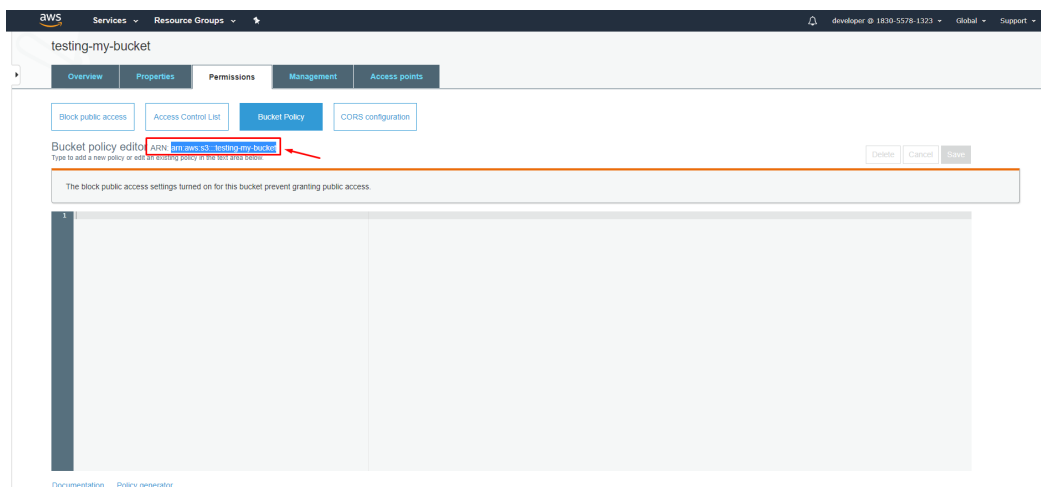 aws Services Resource Groups developer @ 1830-5578-1323 Global Support
testing-my-bucket
Overview Properties Permissions Management Access points
Block public access Access Control List Bucket Policy CORS configuration
Bucket policy editor ARN: arn:aws:s3:::testing-my-bucket
Type to add a new policy or edit an existing policy in the text area below.
Delete Cancel Save
The block public access settings turned on for this bucket prevent granting public access.
1
Documentation Policy generator